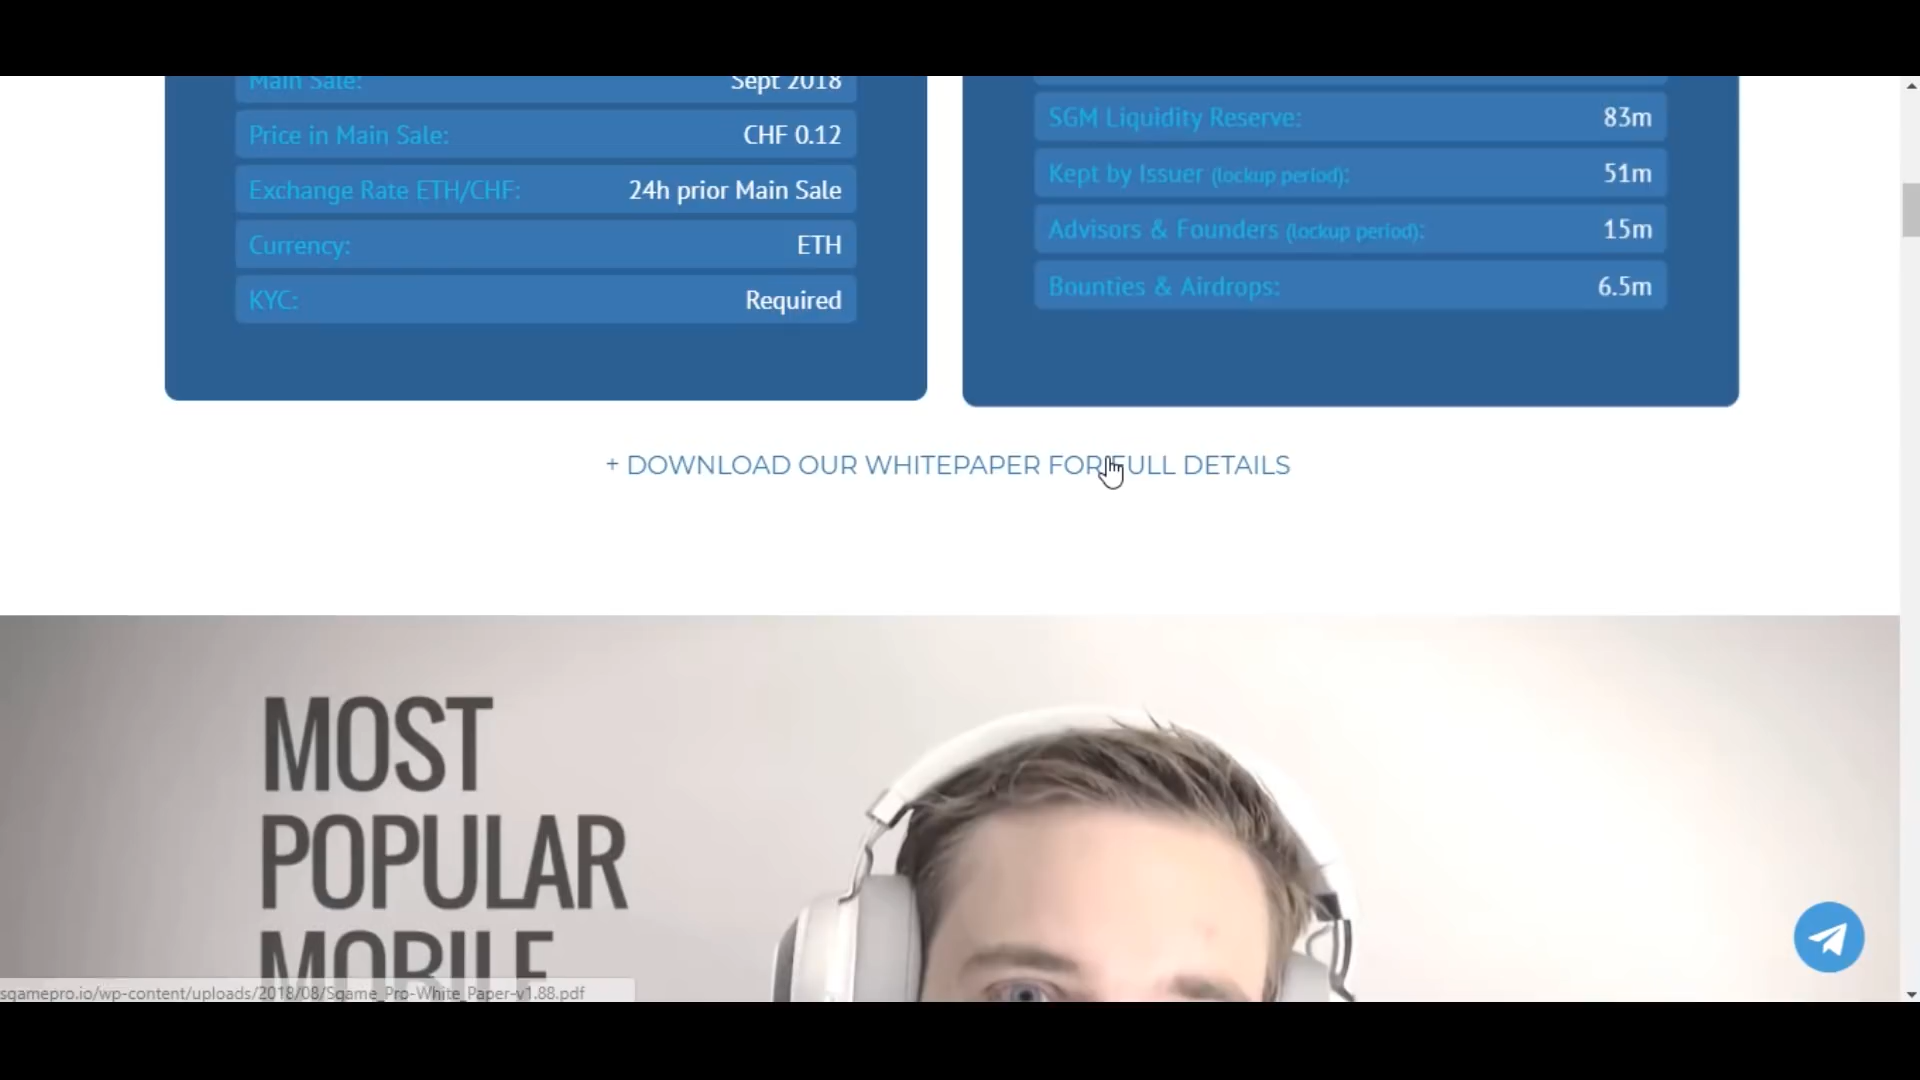 Main Sale: Sept 2018
Price in Main Sale: CHF 0.12
Exchange Rate ETH/CHF: 24h prior Main Sale
Currency: ETH
KYC: Required
SGM Liquidity Reserve: 83m
Kept by Issuer (lockup period): 51m
Advisors & Founders (lockup period): 15m
Bounties & Airdrops: 6.5m
+ DOWNLOAD OUR WHITEPAPER FOR FULL DETAILS
MOST
POPULAR
MOBILE
sgamepro.io/wp-content/uploads/2018/08/Sgame_Pro-White_Paper-v1.88.pdf